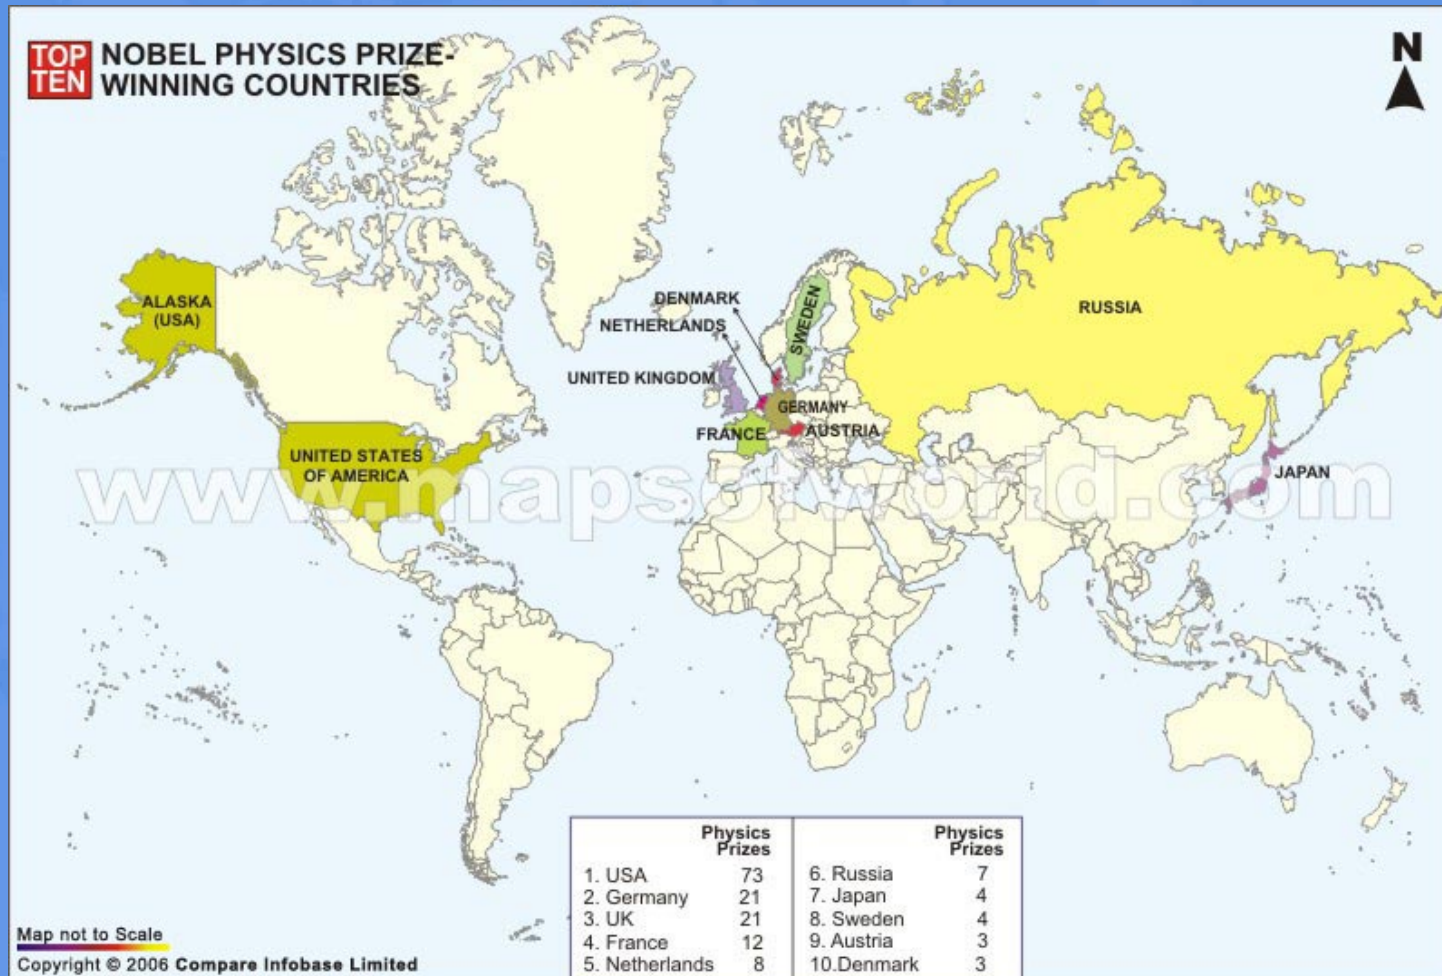 TOP
TEN
NOBEL PHYSICS PRIZE-
WINNING COUNTRIES
N
ALASKA
(USA)
UNITED STATES
OF AMERICA
DENMARK
NETHERLANDS
SWEDEN
UNITED KINGDOM
GERMANY
FRANCE
AUSTRIA
RUSSIA
JAPAN
www.mapsofworld.com
Physics
Prizes
1. USA 73
2. Germany 21
3. UK 21
4. France 12
5. Netherlands 8
Physics
Prizes
6. Russia 7
7. Japan 4
8. Sweden 4
9. Austria 3
10.Denmark 3
Map not to Scale
Copyright © 2006 Compare Infobase Limited